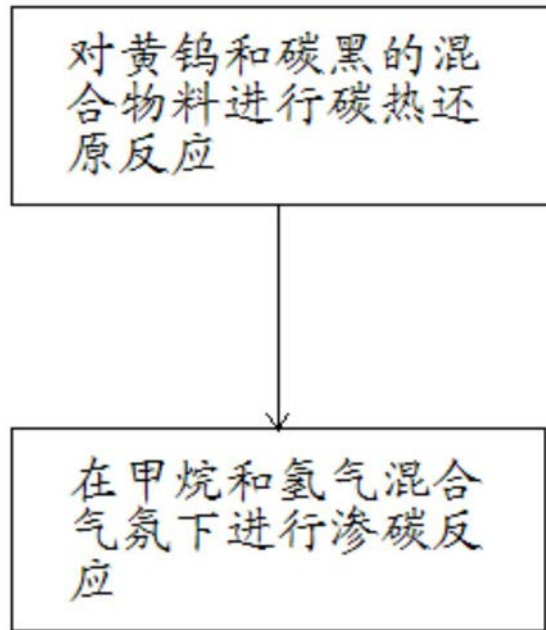 对黄钨和碳黑的混
合物料进行碳热还
原反应
在甲烷和氢气混合
气氛下进行渗碳反
应